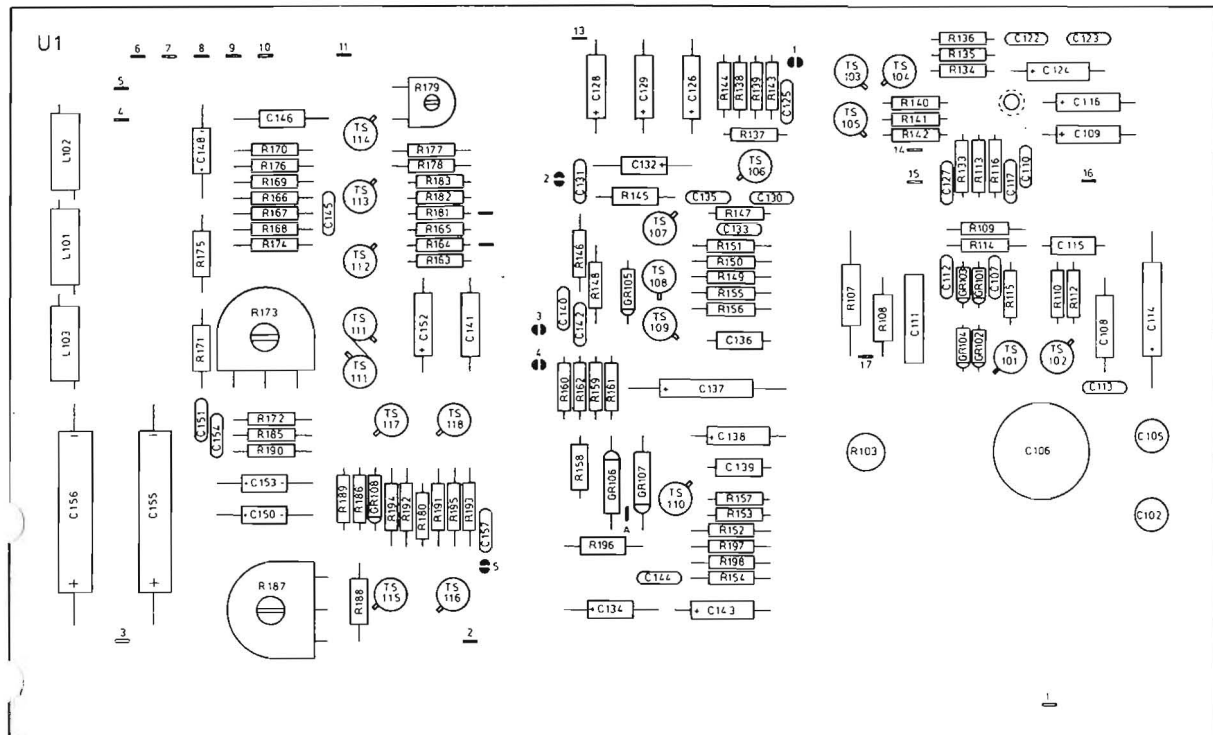 U1
6 7 8 9 10 11 13 1
5
4
L102
L101
L103
C148
R175
R171
C146
R170
R176
R169
R166
R167
R168
R174
C145
R173
TS 114
TS 113
TS 112
TS 111
TS 111
R179
R177
R178
R183
R182
R181
R165
R164
R163
C152 +
C141
C151
C154
R172
R185
R190
+ C153 -
+ C150 -
C156 - +
C155 - +
R187
3
TS 117
TS 118
R189
R186
GR108
R194
R192
R180
R191
R195
R193
C157
5
R188
TS 115
TS 116
2
C128 +
C129
C126 +
R144
R138
R139
R143
C125
R137
C132 +
TS 106
2
C131
R145
C135
C130
TS 107
R147
C133
R151
R150
R149
R155
R156
R146
R148
GR105
TS 108
TS 109
C140
C142
3
4
C136
R160
R162
R159
R161
+ C137
+ C138
C139
R158
GR106
GR107
A
TS 110
R157
R153
R152
R197
R198
R154
R196
C144
+ C134
+ C143
TS 103
TS 104
TS 105
R136
R135
R134
C122
C123
+ C124
R140
R141
R142
+ C116
+ C109
14
15
16
C127
R133
R113
R116
C117
C110
R109
R114
C115
R107
R108
C111
17
C112
GR103
GR101
C107
R115
R110
R112
C108
C114 +
GR104
GR102
TS 101
TS 102
C113
R103
C106
C105
C102
1